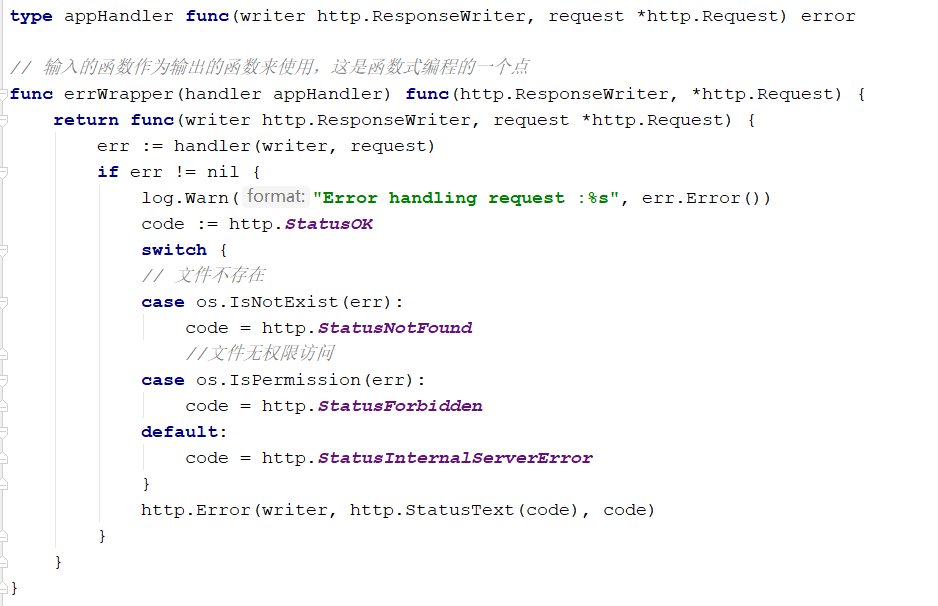 type appHandler func(writer http.ResponseWriter, request *http.Request) error
// 输入的函数作为输出的函数来使用，这是函数式编程的一个点
func errWrapper(handler appHandler) func(http.ResponseWriter, *http.Request) {
    return func(writer http.ResponseWriter, request *http.Request) {
        err := handler(writer, request)
        if err != nil {
            log.Warn( format: "Error handling request :%s", err.Error())
            code := http.StatusOK
            switch {
            // 文件不存在
            case os.IsNotExist(err):
                code = http.StatusNotFound
                //文件无权限访问
            case os.IsPermission(err):
                code = http.StatusForbidden
            default:
                code = http.StatusInternalServerError
            }
            http.Error(writer, http.StatusText(code), code)
        }
    }
}